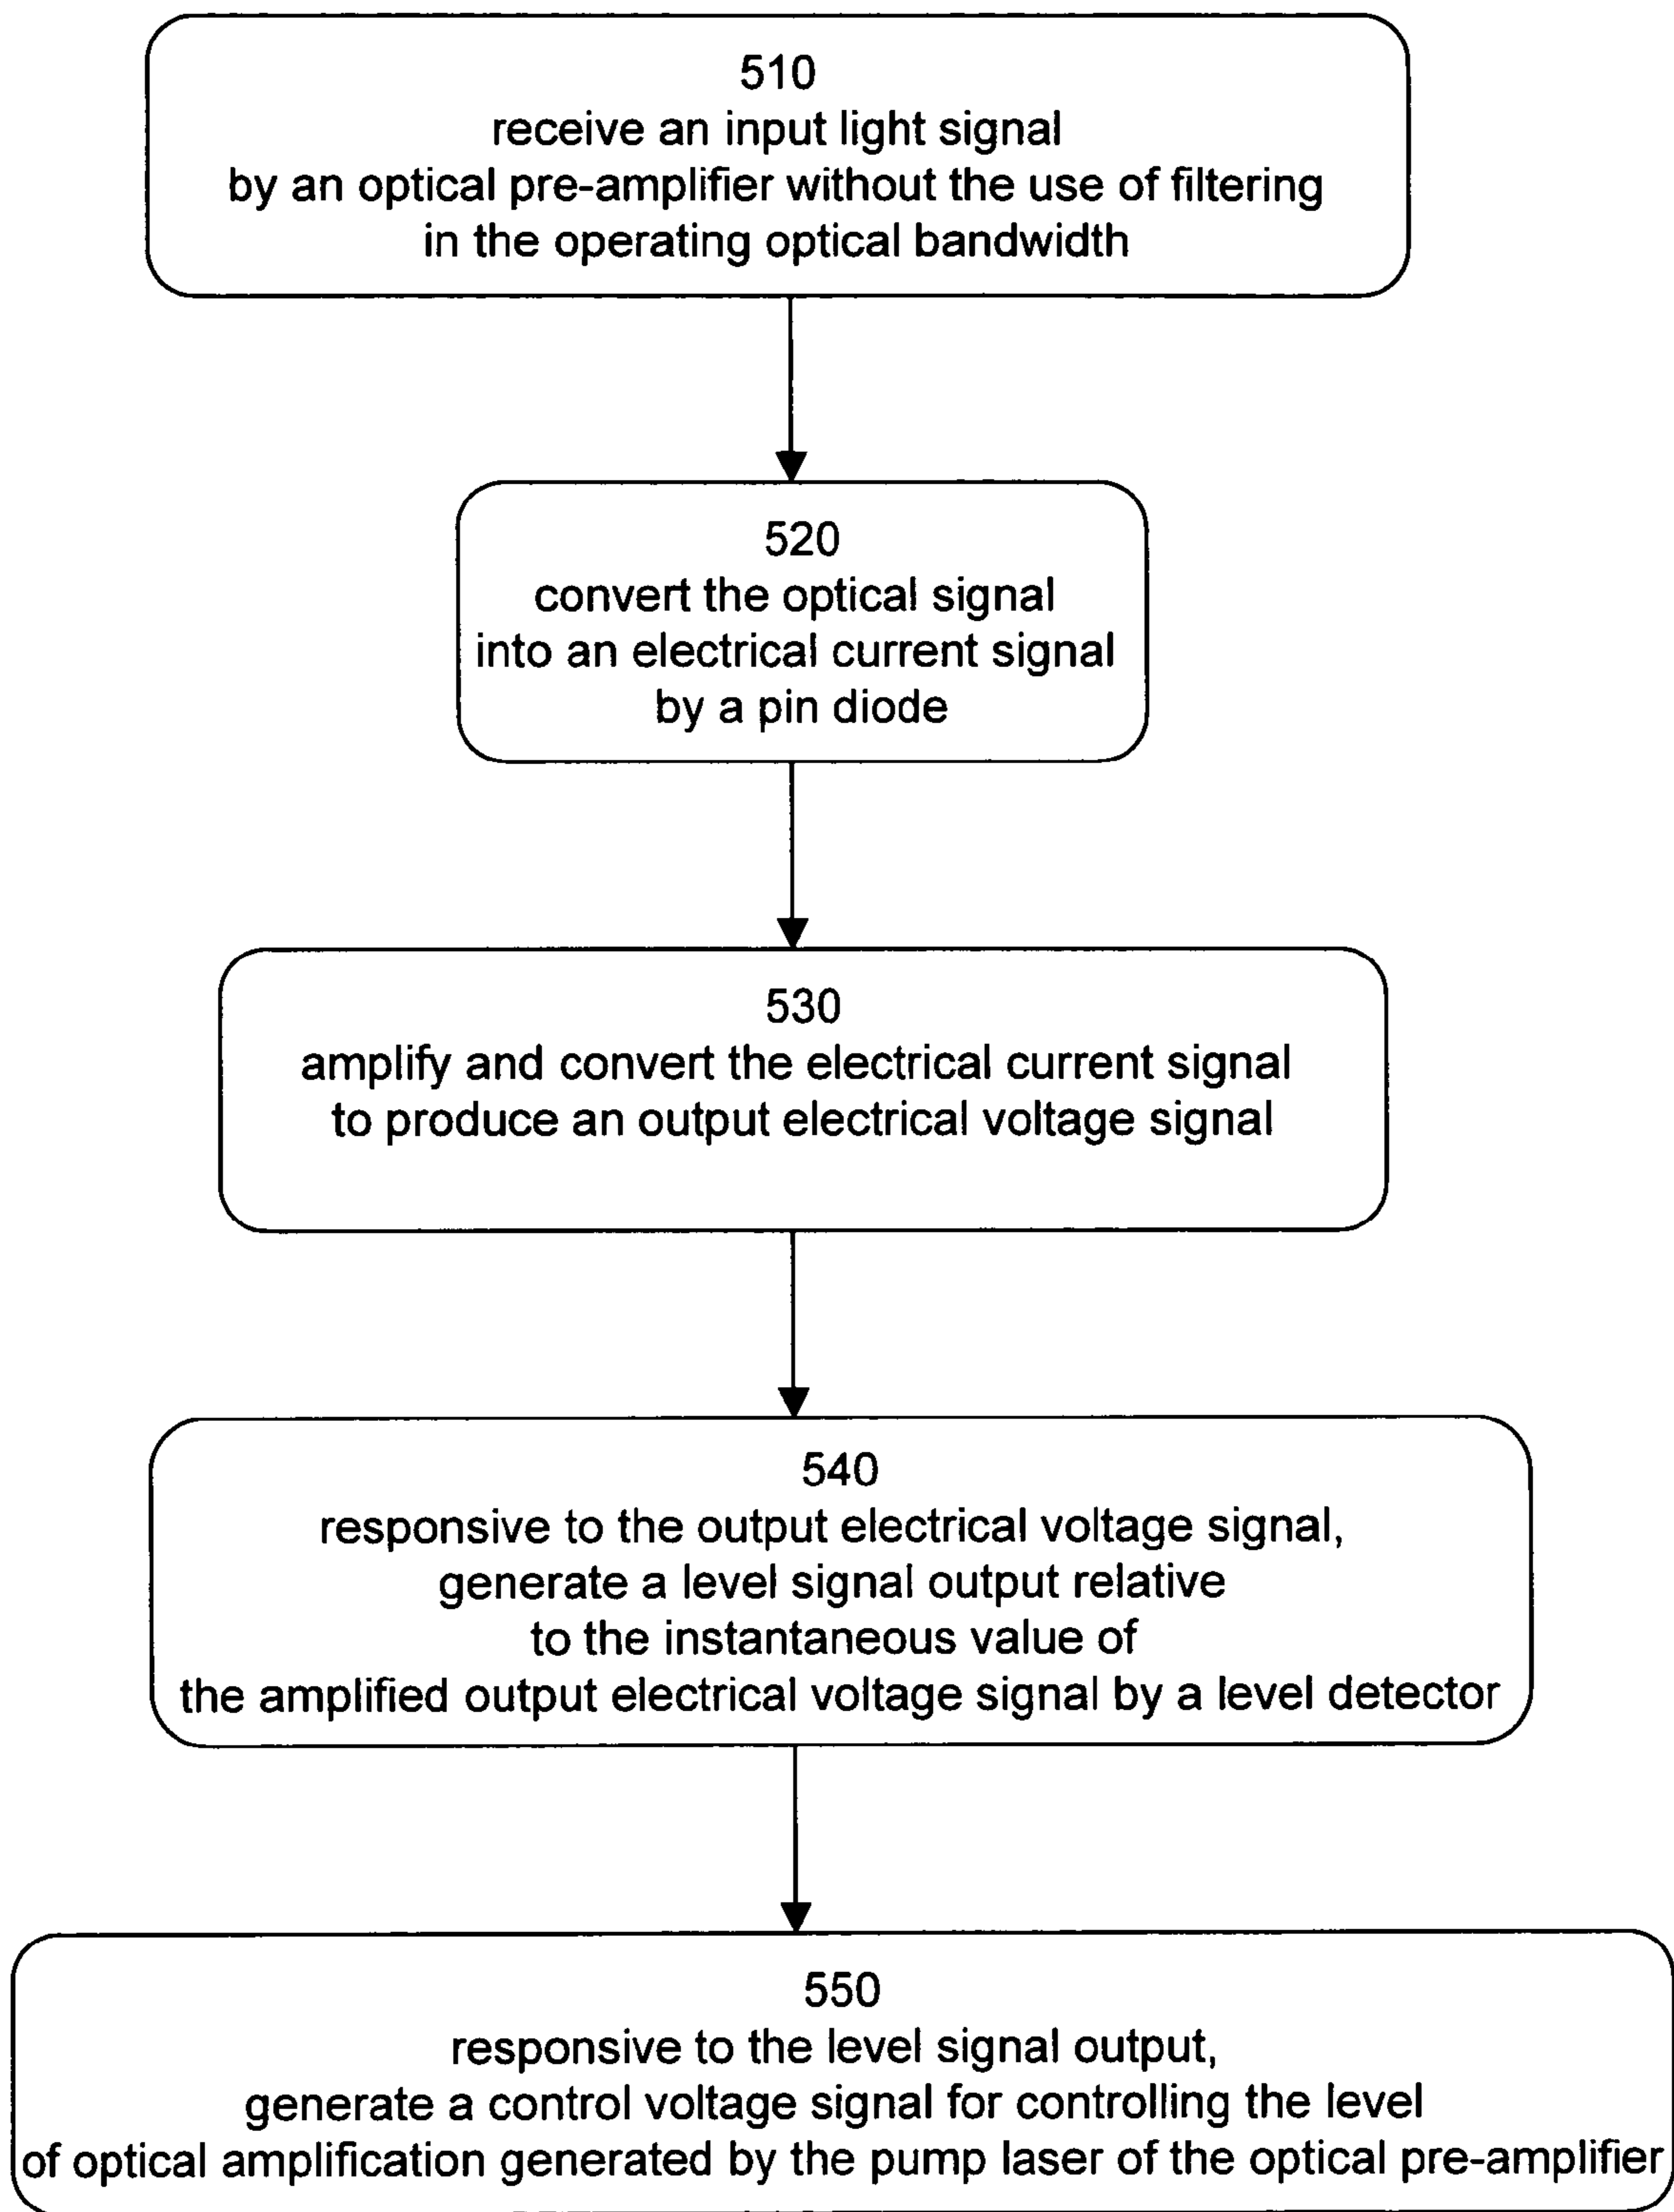 510
receive an input light signal
by an optical pre-amplifier without the use of filtering
in the operating optical bandwidth
520
convert the optical signal
into an electrical current signal
by a pin diode
530
amplify and convert the electrical current signal
to produce an output electrical voltage signal
540
responsive to the output electrical voltage signal,
generate a level signal output relative
to the instantaneous value of
the amplified output electrical voltage signal by a level detector
550
responsive to the level signal output,
generate a control voltage signal for controlling the level
of optical amplification generated by the pump laser of the optical pre-amplifier